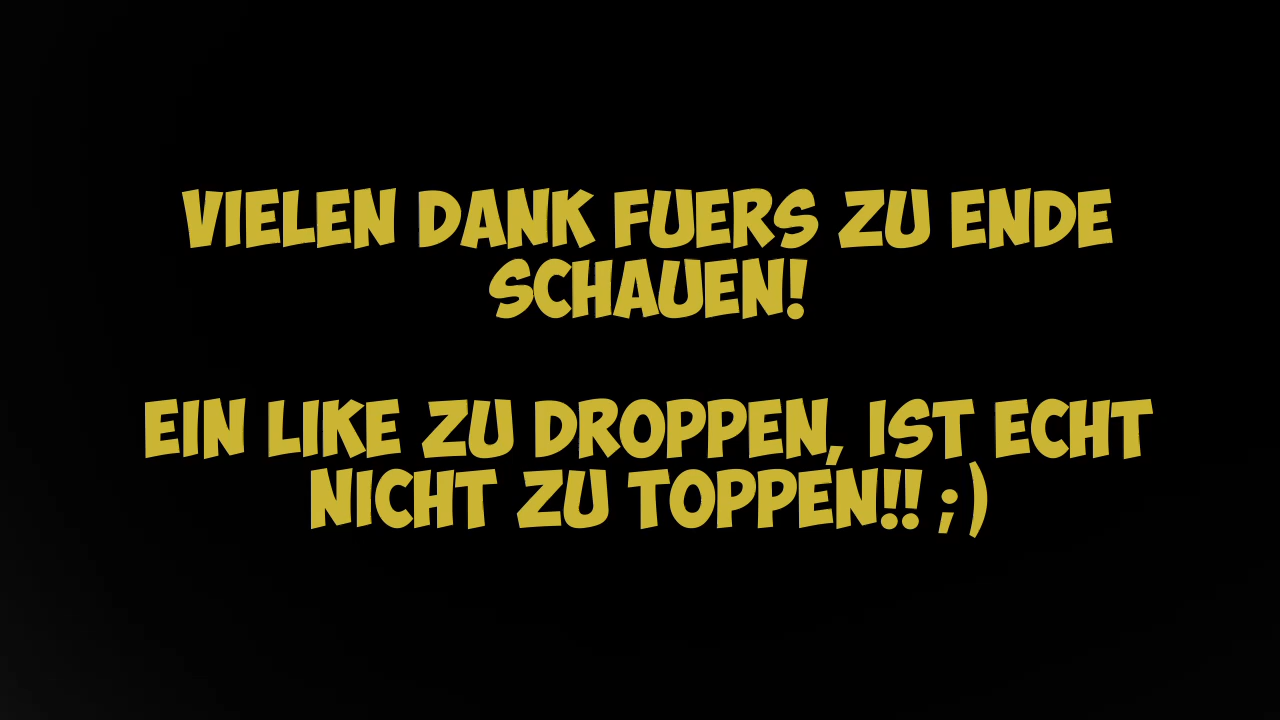 VIELEN DANK FUERS ZU ENDE
SCHAUEN!
EIN LIKE ZU DROPPEN, IST ECHT
NICHT ZU TOPPEN!! ;)